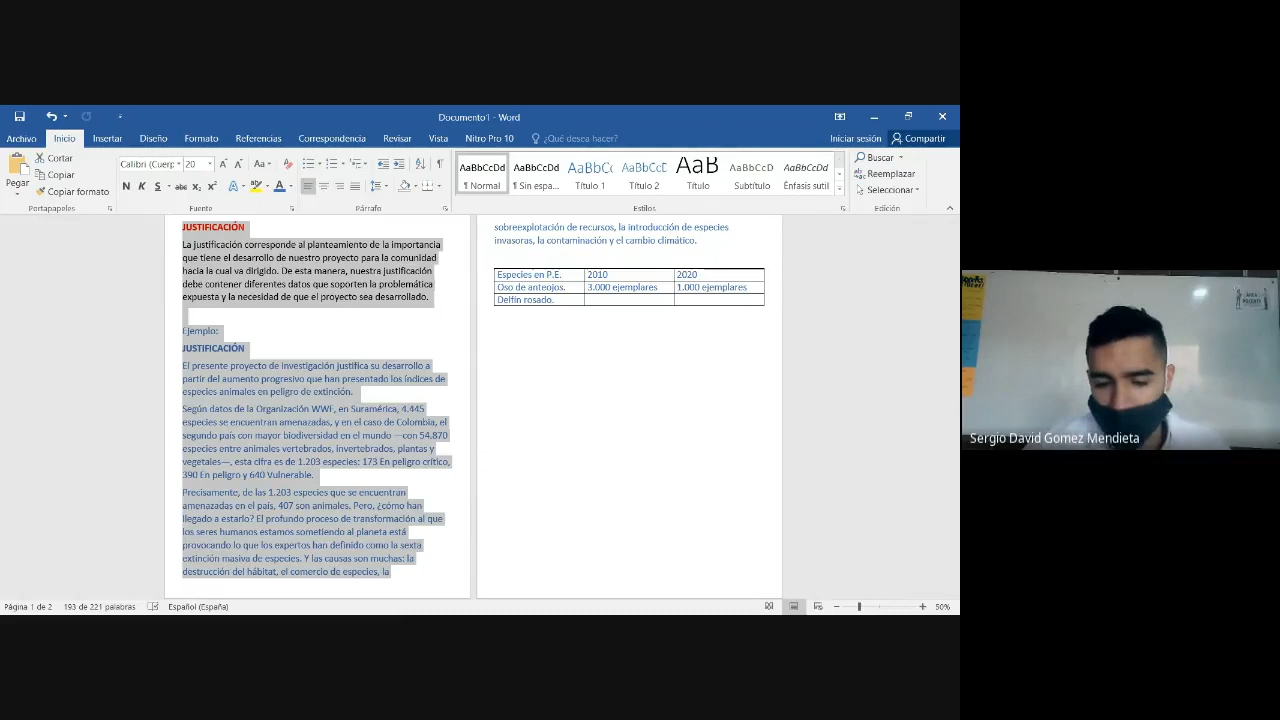 Documento1 - Word
Archivo Inicio Insertar Diseño Formato Referencias Correspondencia Revisar Vista Nitro Pro 10 ¿Qué desea hacer? Iniciar sesión Compartir
Pegar
Cortar
Copiar
Copiar formato
Portapapeles
Calibri (Cuerp 20
N K S abc x₂ x²
Fuente
Párrafo
AaBbCcDd AaBbCcDd AaBbCc AaBbCcD AaB AaBbCcD AaBbCcDd
¶ Normal ¶ Sin espa... Título 1 Título 2 Título Subtítulo Énfasis sutil
Estilos
Buscar
Reemplazar
Seleccionar
Edición
JUSTIFICACIÓN
La justificación corresponde al planteamiento de la importancia
que tiene el desarrollo de nuestro proyecto para la comunidad
hacia la cual va dirigido. De esta manera, nuestra justificación
debe contener diferentes datos que soporten la problemática
expuesta y la necesidad de que el proyecto sea desarrollado.
Ejemplo:
JUSTIFICACIÓN
El presente proyecto de investigación justifica su desarrollo a
partir del aumento progresivo que han presentado los índices de
especies animales en peligro de extinción.
Según datos de la Organización WWF, en Suramérica, 4.445
especies se encuentran amenazadas, y en el caso de Colombia, el
segundo país con mayor biodiversidad en el mundo —con 54.870
especies entre animales vertebrados, invertebrados, plantas y
vegetales—, esta cifra es de 1.203 especies: 173 En peligro crítico,
390 En peligro y 640 Vulnerable.
Precisamente, de las 1.203 especies que se encuentran
amenazadas en el país, 407 son animales. Pero, ¿cómo han
llegado a estarlo? El profundo proceso de transformación al que
los seres humanos estamos sometiendo al planeta está
provocando lo que los expertos han definido como la sexta
extinción masiva de especies. Y las causas son muchas: la
destrucción del hábitat, el comercio de especies, la
sobreexplotación de recursos, la introducción de especies
invasoras, la contaminación y el cambio climático.
Especies en P.E. 2010 2020
Oso de anteojos. 3.000 ejemplares 1.000 ejemplares
Delfín rosado.
Página 1 de 2 193 de 221 palabras Español (España) 50%
Sergio David Gomez Mendieta